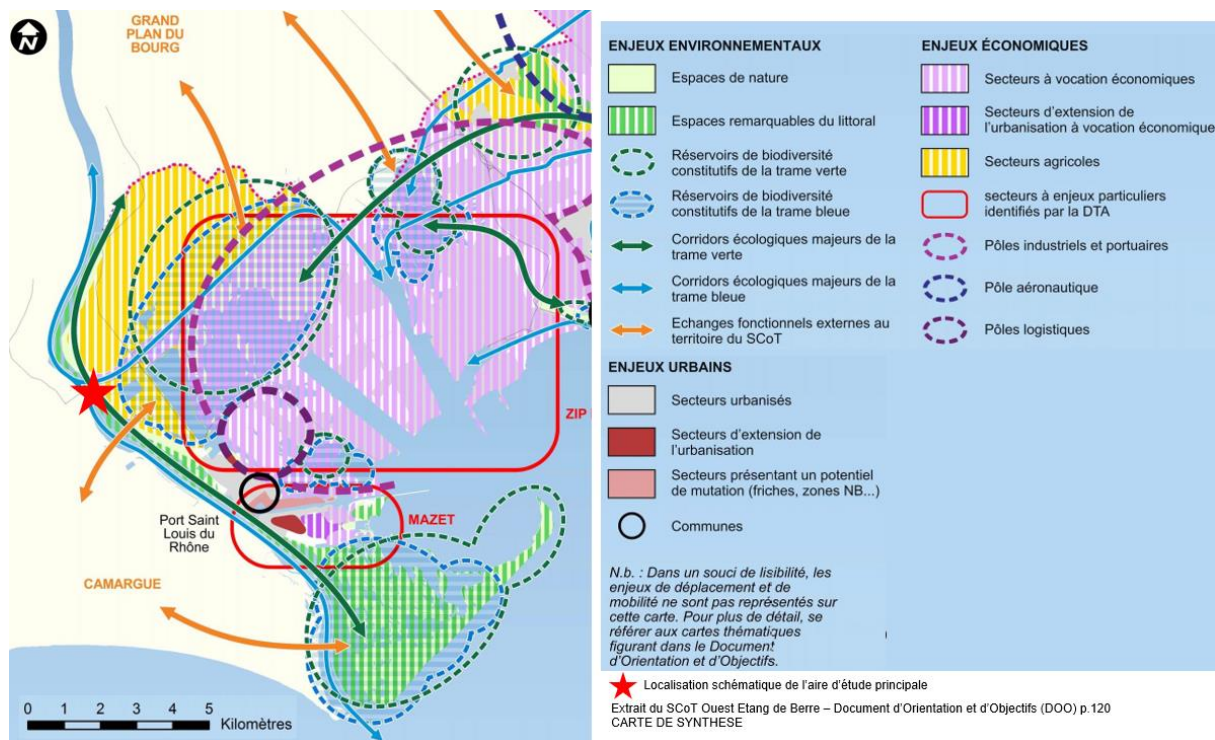 N
GRAND
PLAN DU
BOURG
ZIP
MAZET
Port Saint
Louis du
Rhône
CAMARGUE
0 1 2 3 4 5
Kilomètres
ENJEUX ENVIRONNEMENTAUX
Espaces de nature
Espaces remarquables du littoral
Réservoirs de biodiversité
constitutifs de la trame verte
Réservoirs de biodiversité
constitutifs de la trame bleue
Corridors écologiques majeurs de la
trame verte
Corridors écologiques majeurs de la
trame bleue
Echanges fonctionnels externes au
territoire du SCoT
ENJEUX URBAINS
Secteurs urbanisés
Secteurs d'extension de
l'urbanisation
Secteurs présentant un potentiel
de mutation (friches, zones NB...)
Communes
N.b. : Dans un souci de lisibilité, les
enjeux de déplacement et de
mobilité ne sont pas représentés sur
cette carte. Pour plus de détail, se
référer aux cartes thématiques
figurant dans le Document
d'Orientation et d'Objectifs.
ENJEUX ÉCONOMIQUES
Secteurs à vocation économiques
Secteurs d'extension de
l'urbanisation à vocation économique
Secteurs agricoles
secteurs à enjeux particuliers
identifiés par la DTA
Pôles industriels et portuaires
Pôle aéronautique
Pôles logistiques
Localisation schématique de l'aire d'étude principale
Extrait du SCoT Ouest Etang de Berre – Document d'Orientation et d'Objectifs (DOO) p.120
CARTE DE SYNTHESE